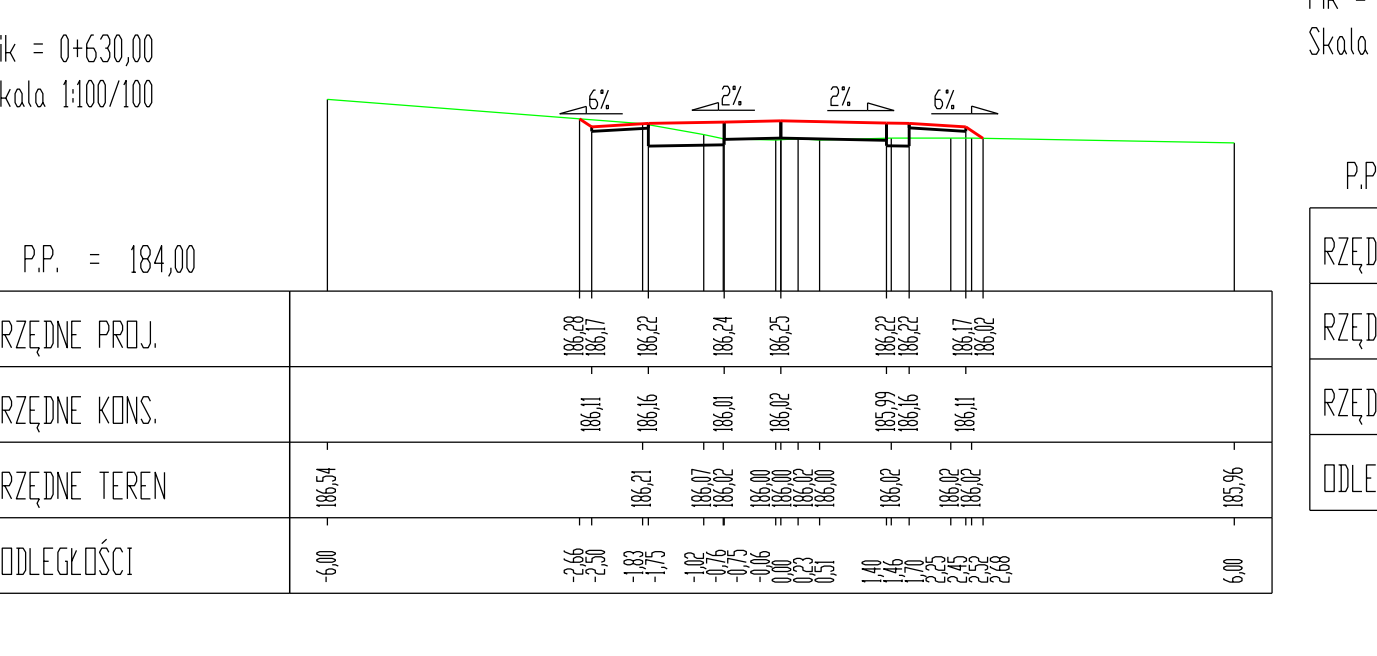 ik = 0+630,00
kala 1:100/100
6% 2% 2% 6%
P.P. = 184,00
RZĘDNE PROJ. 186,28 186,17 186,22 186,24 186,25 186,22 186,22 186,17 186,02
RZĘDNE KONS. 186,11 186,16 186,01 186,02 185,99 186,16 186,11
RZĘDNE TEREN 186,54 186,21 186,07 186,02 186,00 186,00 186,02 186,00 186,02 186,02 186,02 185,96
ODLEGŁOŚCI -6,00 -2,66 -2,50 -1,83 -1,75 -1,02 -0,76 -0,75 -0,06 0,00 0,23 0,51 1,40 1,46 1,70 2,25 2,45 2,52 2,68 6,00
Skala
P.P
RZĘD
RZĘD
RZĘD
ODLE